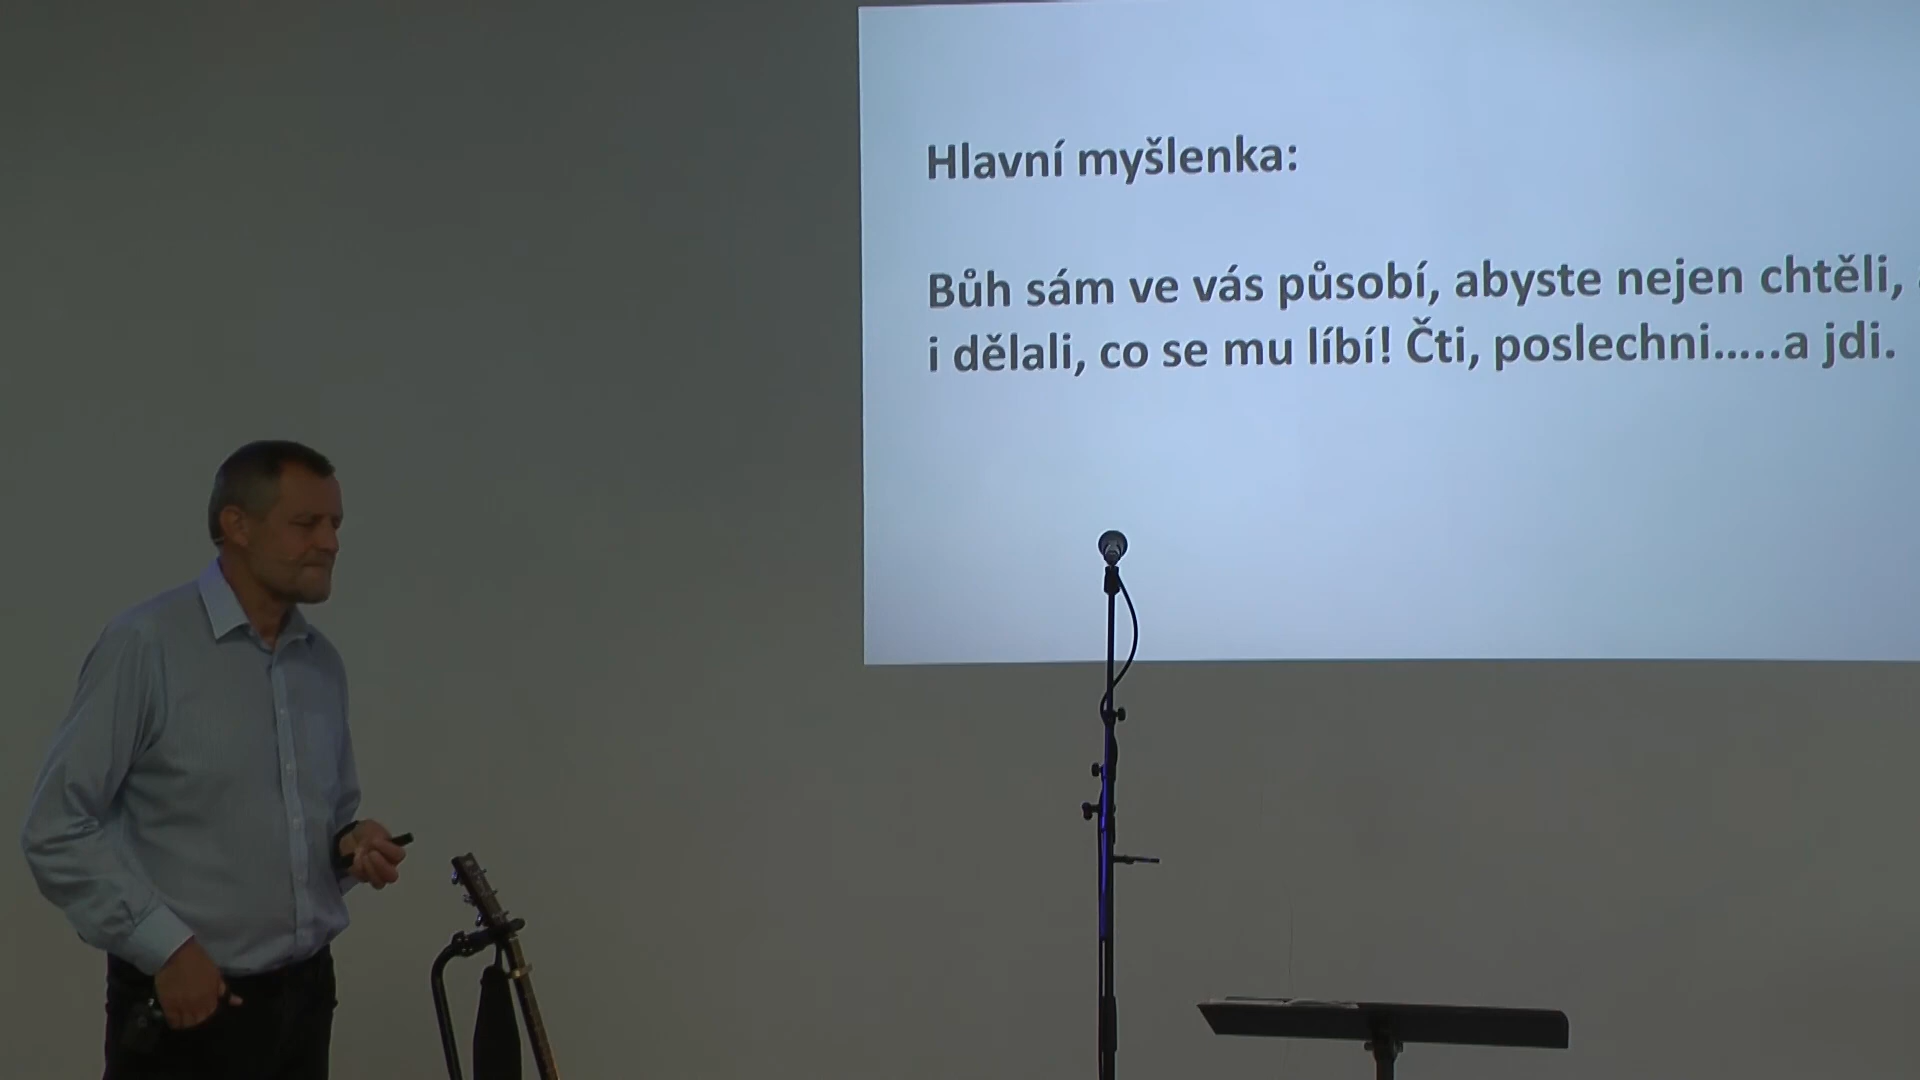 Hlavní myšlenka:
Bůh sám ve vás působí, abyste nejen chtěli,
i dělali, co se mu líbí! Čti, poslechni.....a jdi.